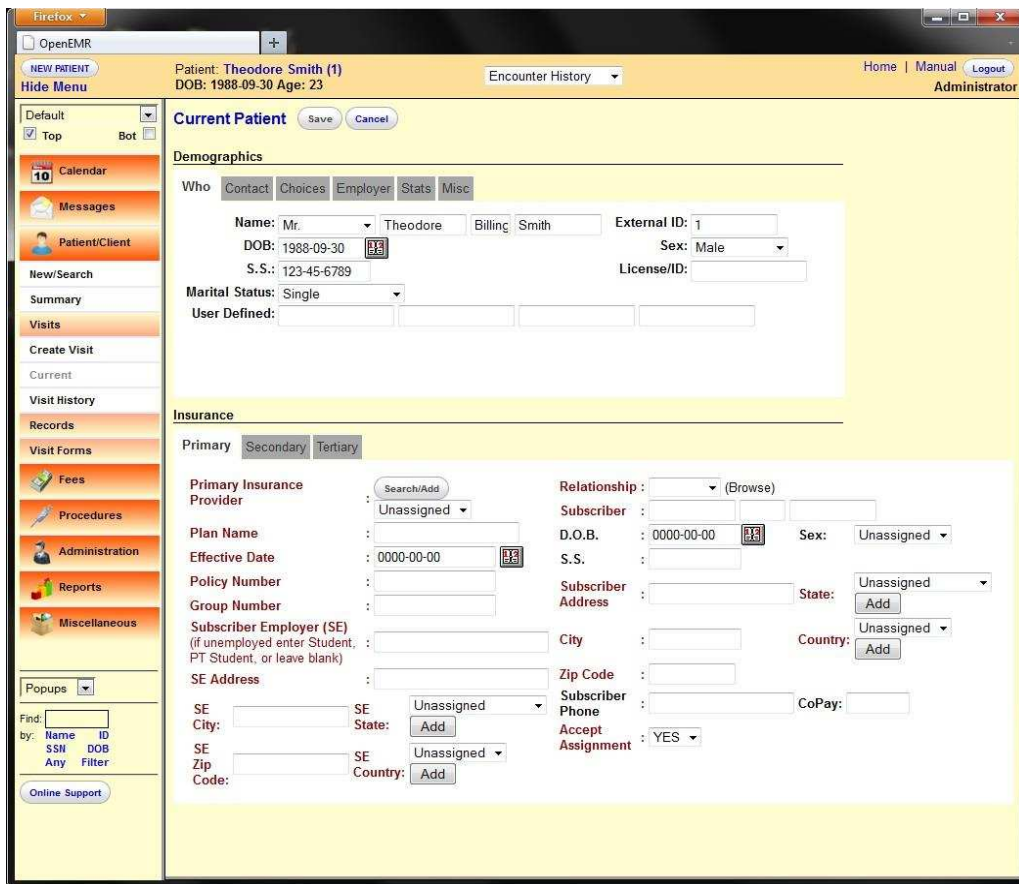 Firefox
OpenEMR
+
NEW PATIENT
Hide Menu
Patient: Theodore Smith (1)
DOB: 1988-09-30 Age: 23
Encounter History
Home | Manual Logout
Administrator
Default
Top Bot
10 Calendar
Messages
Patient/Client
New/Search
Summary
Visits
Create Visit
Current
Visit History
Records
Visit Forms
Fees
Procedures
Administration
Reports
Miscellaneous
Popups
Find:
by: Name ID
SSN DOB
Any Filter
Online Support
Current Patient Save Cancel
Demographics
Who Contact Choices Employer Stats Misc
Name: Mr. Theodore Billing Smith External ID: 1
DOB: 1988-09-30 Sex: Male
S.S.: 123-45-6789 License/ID:
Marital Status: Single
User Defined:
Insurance
Primary Secondary Tertiary
Primary Insurance
Provider : Search/Add
Unassigned
Plan Name :
Effective Date : 0000-00-00
Policy Number :
Group Number :
Subscriber Employer (SE)
(if unemployed enter Student, :
PT Student, or leave blank)
SE Address :
SE City: SE State: Unassigned
Add
SE Zip Code: SE Country: Unassigned
Add
Relationship : (Browse)
Subscriber :
D.O.B. : 0000-00-00 Sex: Unassigned
S.S. :
Subscriber Address : State: Unassigned
Add
City : Country: Unassigned
Add
Zip Code :
Subscriber Phone : CoPay:
Accept Assignment : YES